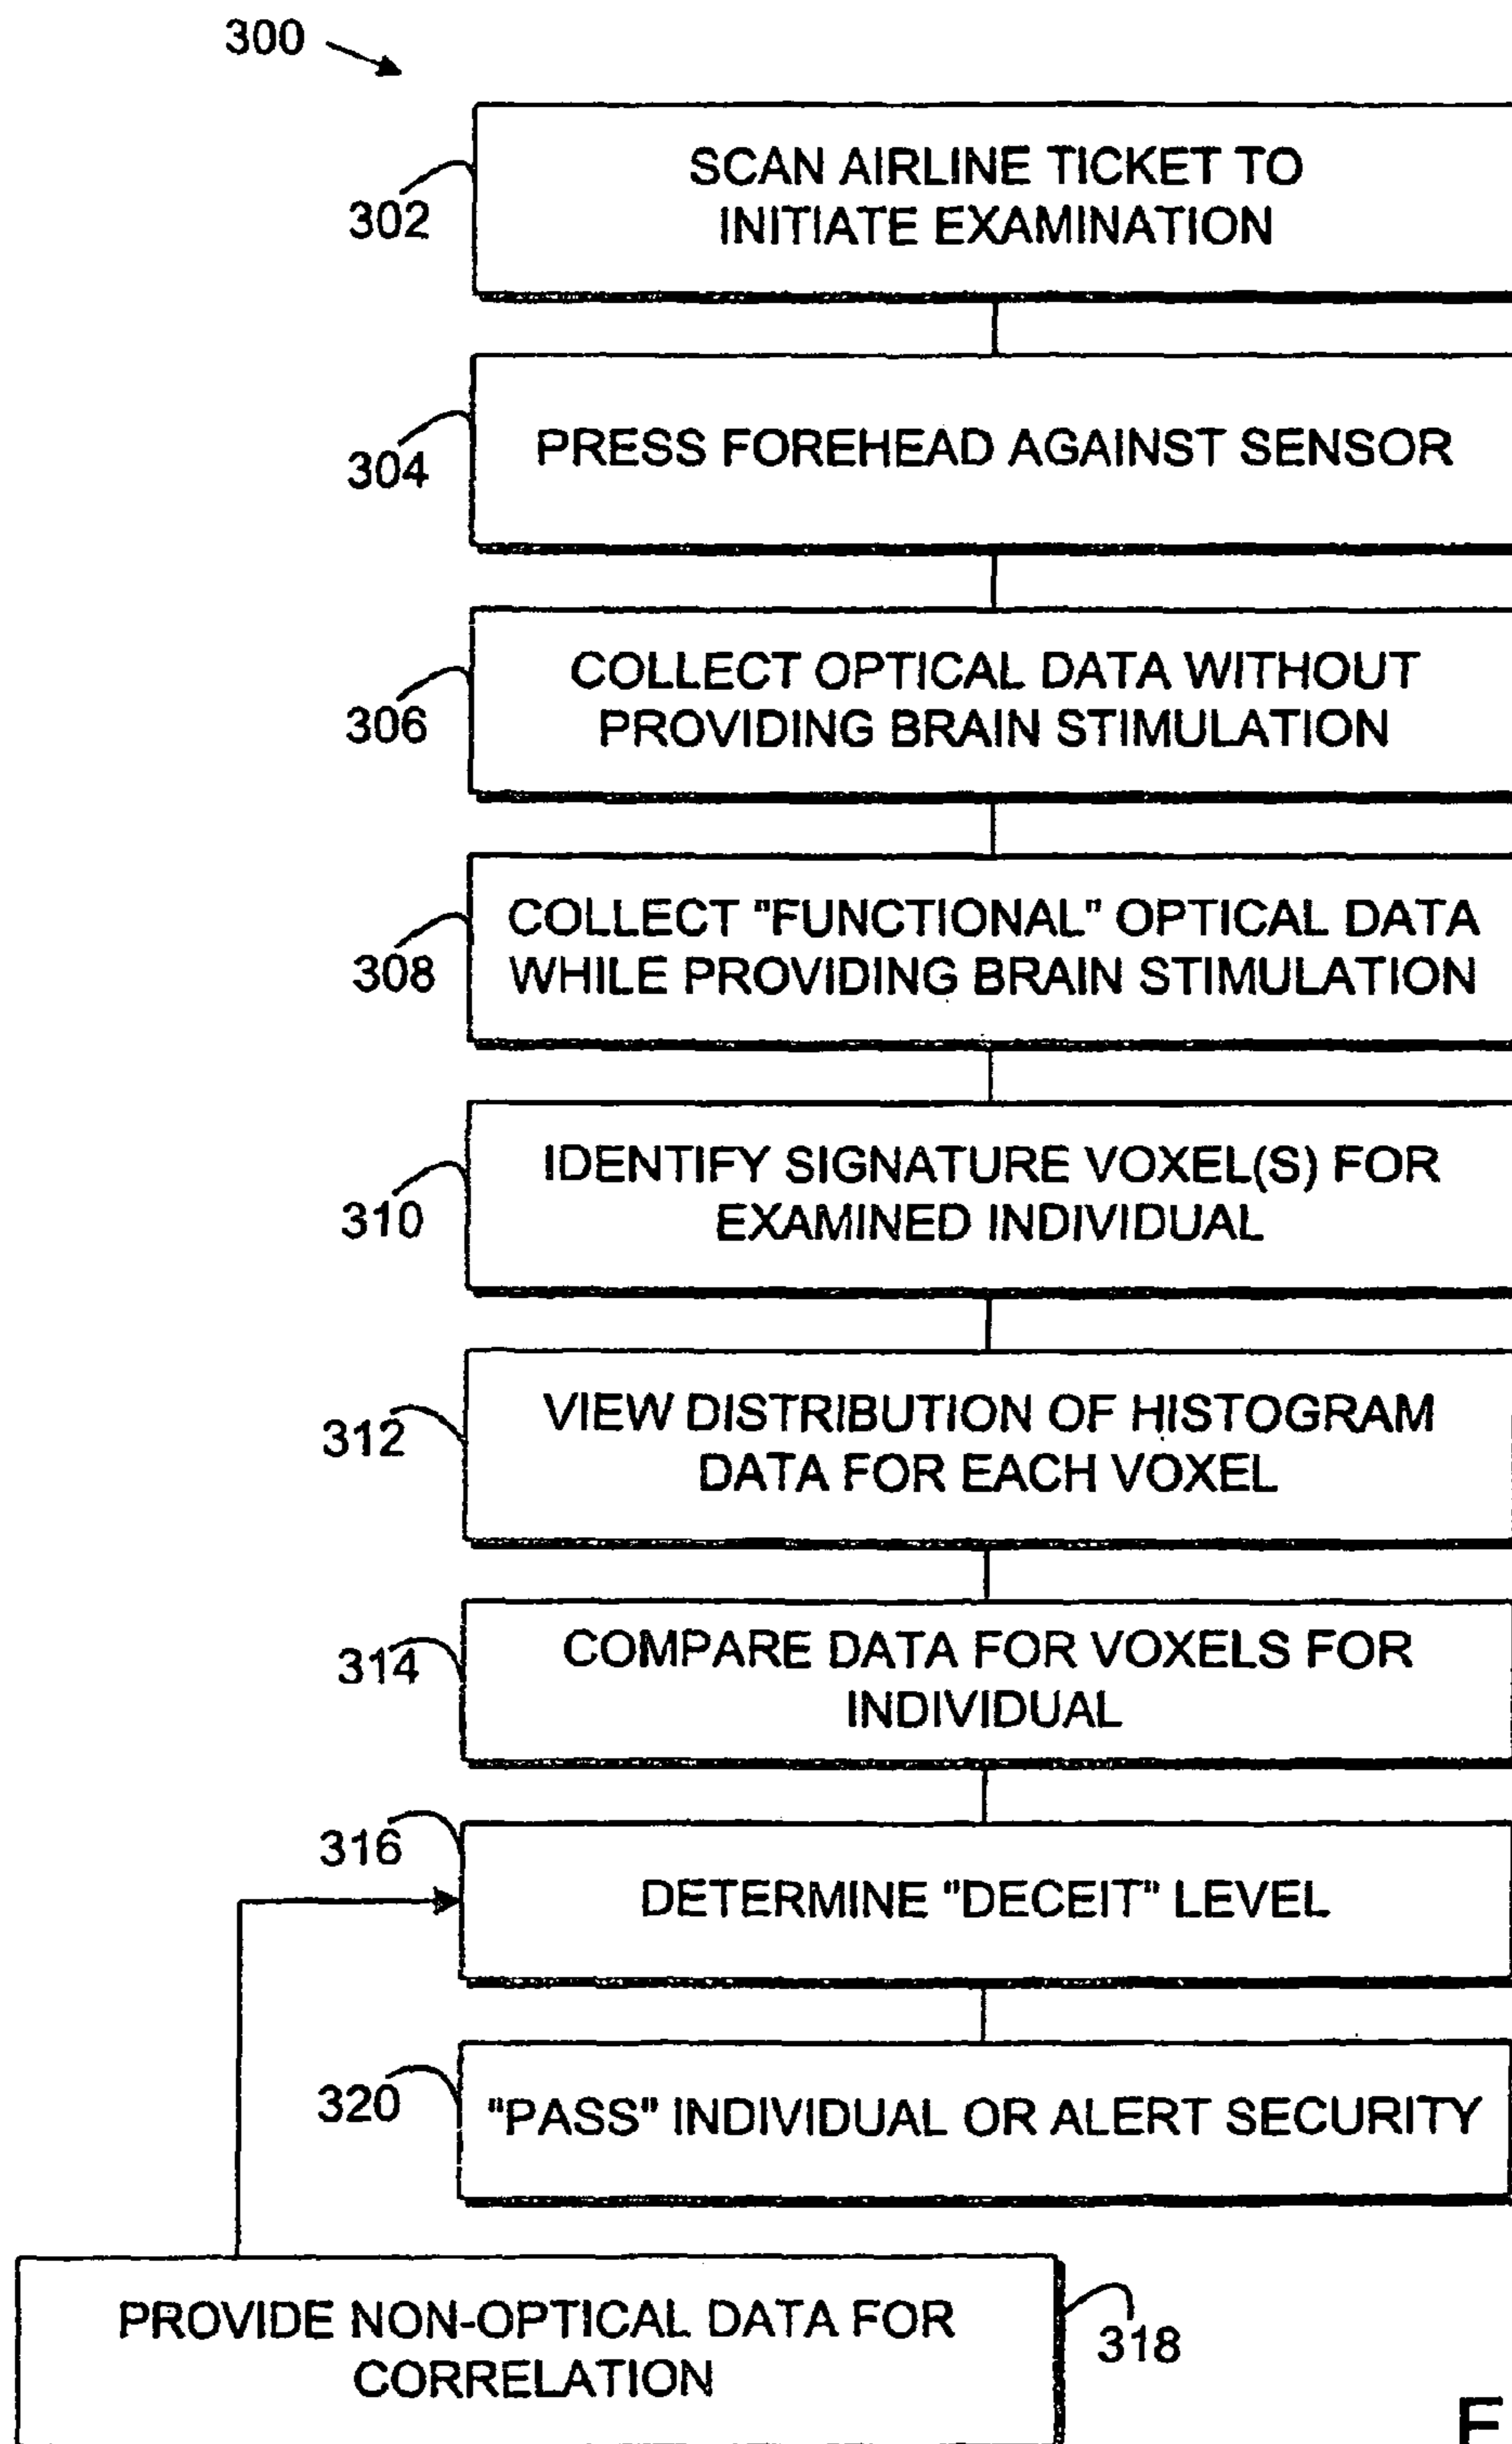 300
SCAN AIRLINE TICKET TO
INITIATE EXAMINATION
302
PRESS FOREHEAD AGAINST SENSOR
304
COLLECT OPTICAL DATA WITHOUT
PROVIDING BRAIN STIMULATION
306
COLLECT "FUNCTIONAL" OPTICAL DATA
WHILE PROVIDING BRAIN STIMULATION
308
IDENTIFY SIGNATURE VOXEL(S) FOR
EXAMINED INDIVIDUAL
310
VIEW DISTRIBUTION OF HISTOGRAM
DATA FOR EACH VOXEL
312
COMPARE DATA FOR VOXELS FOR
INDIVIDUAL
314
316
DETERMINE "DECEIT" LEVEL
320
"PASS" INDIVIDUAL OR ALERT SECURITY
PROVIDE NON-OPTICAL DATA FOR
CORRELATION
318